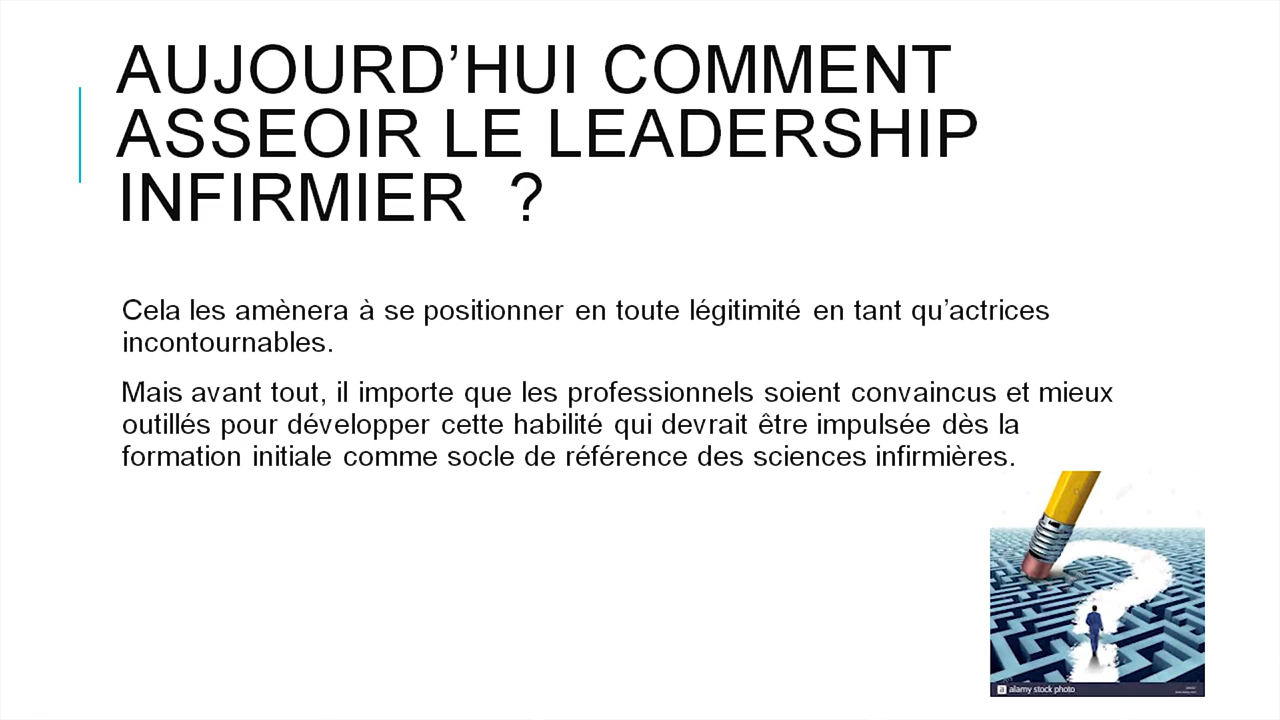 AUJOURD’HUI COMMENT
ASSEOIR LE LEADERSHIP
INFIRMIER ?
Cela les amènera à se positionner en toute légitimité en tant qu’actrices
incontournables.
Mais avant tout, il importe que les professionnels soient convaincus et mieux
outillés pour développer cette habilité qui devrait être impulsée dès la
formation initiale comme socle de référence des sciences infirmières.
a alamy stock photo